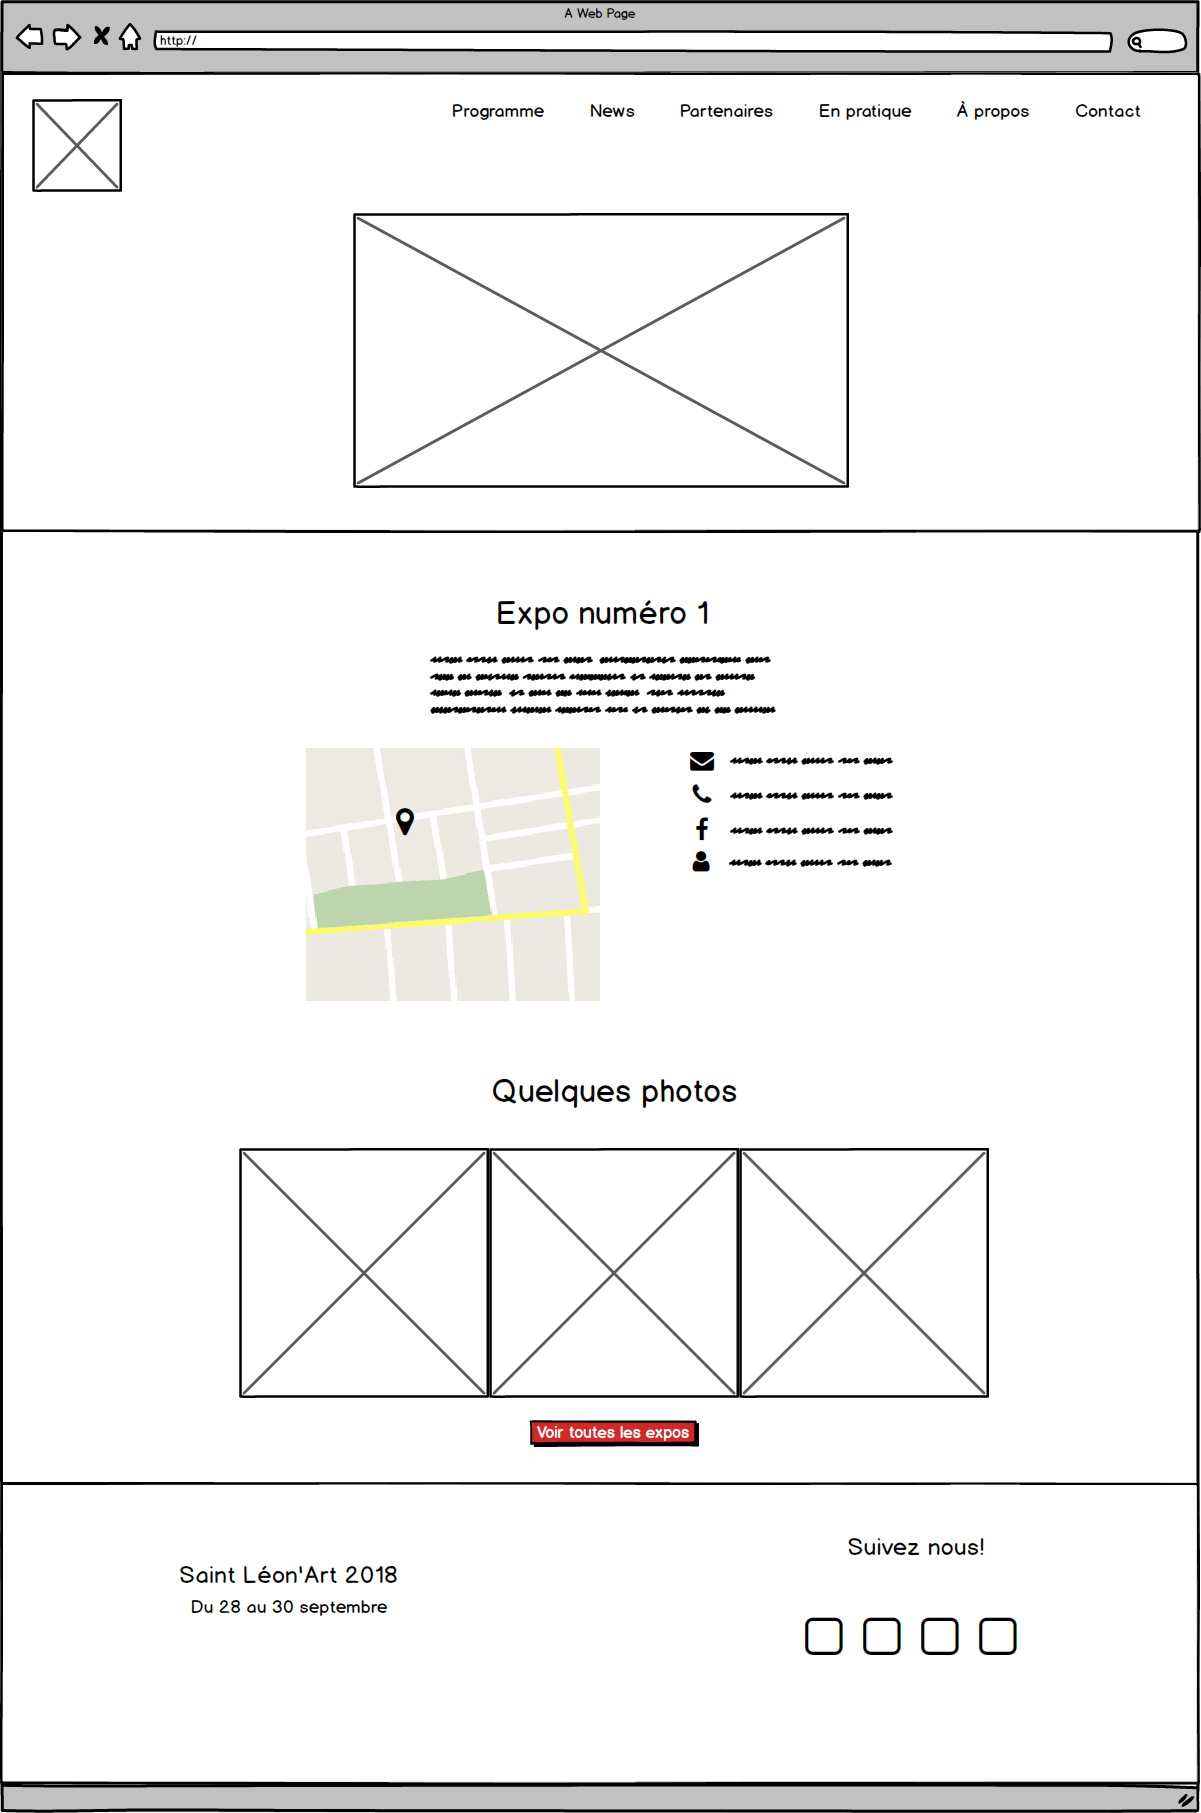 A Web Page
http://
Programme News Partenaires En pratique À propos Contact
Expo numéro 1
Quelques photos
Voir toutes les expos
Suivez nous!
Saint Léon'Art 2018
Du 28 au 30 septembre